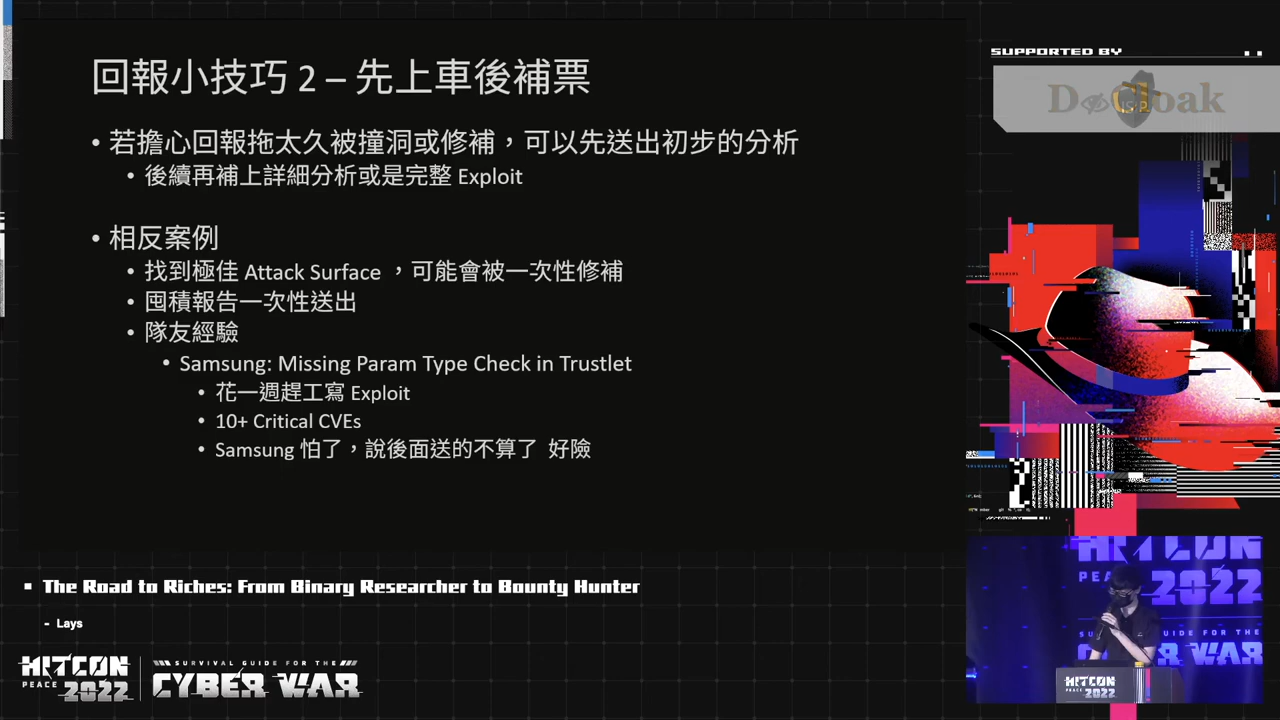 回報小技巧 2 – 先上車後補票
• 若擔心回報拖太久被撞洞或修補，可以先送出初步的分析
• 後續再補上詳細分析或是完整 Exploit
• 相反案例
• 找到極佳 Attack Surface ，可能會被一次性修補
• 囤積報告一次性送出
• 隊友經驗
• Samsung: Missing Param Type Check in Trustlet
• 花一週趕工寫 Exploit
• 10+ Critical CVEs
• Samsung 怕了，說後面送的不算了 好險
SUPPORTED BY
The Road to Riches: From Binary Researcher to Bounty Hunter
- Lays
HITCON
PEACE 2022
SURVIVAL GUIDE FOR THE
CYBER WAR
HITCON
2022
UIDE FOR THE
R WAR
HITCON
PEACE 2022